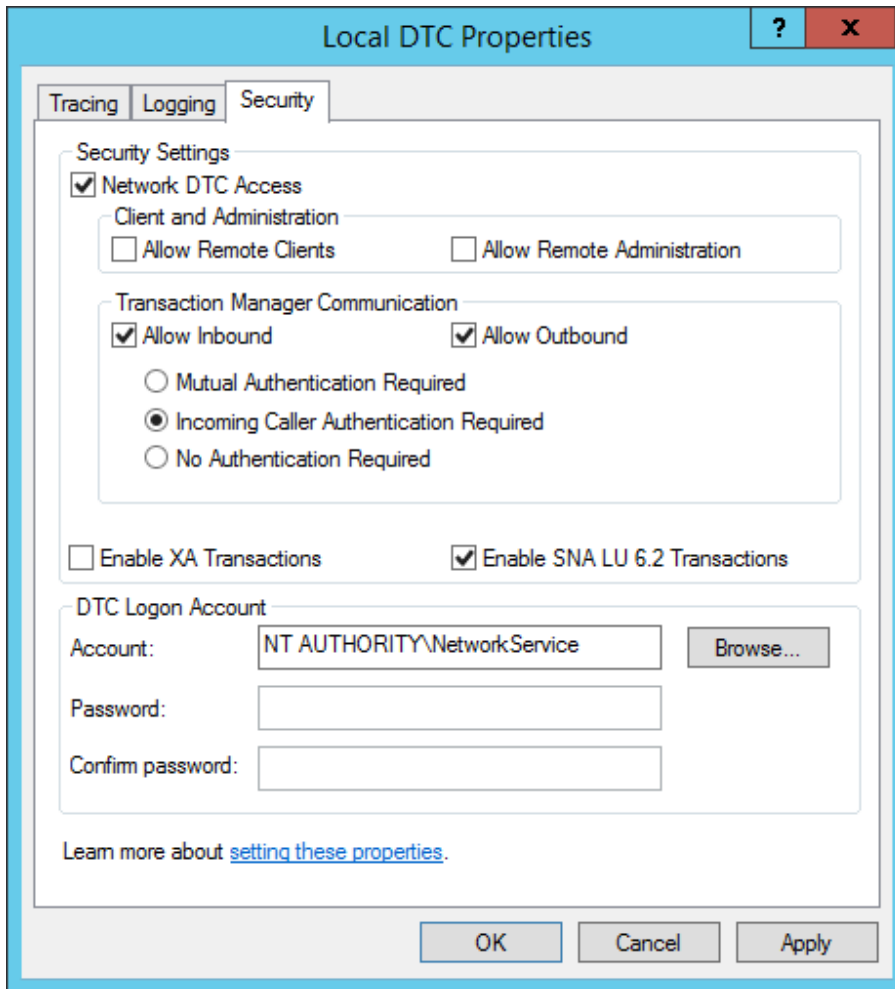 Local DTC Properties
?
x
Tracing Logging Security
Security Settings
Network DTC Access
Client and Administration
Allow Remote Clients Allow Remote Administration
Transaction Manager Communication
Allow Inbound Allow Outbound
Mutual Authentication Required
Incoming Caller Authentication Required
No Authentication Required
Enable XA Transactions Enable SNA LU 6.2 Transactions
DTC Logon Account
Account: NT AUTHORITY\NetworkService Browse...
Password:
Confirm password:
Learn more about setting these properties.
OK Cancel Apply